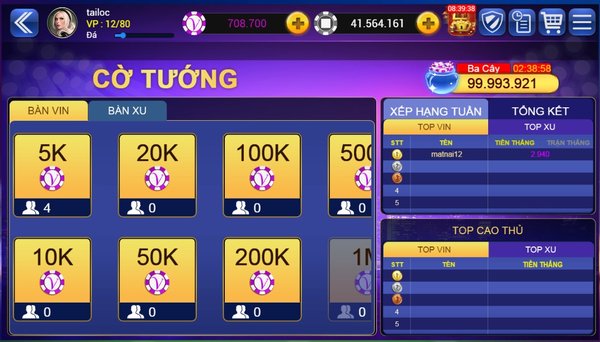 tailoc
VP : 12/80
Đá
708.700
41.564.161
08:39:38
CỜ TƯỚNG
Ba Cây 02:38:58
99.993.921
BÀN VIN BÀN XU
5K 20K 100K 500
4 0 0
10K 50K 200K 1M
0 0 0
XẾP HẠNG TUẦN TỔNG KẾT
TOP VIN TOP XU
STT TÊN TIỀN THẮNG TRẬN THẮNG
1 matnai12 2.940
2
3
4
5
TOP CAO THỦ
TOP VIN TOP XU
STT TÊN TIỀN THẮNG
1
2
3
4
5